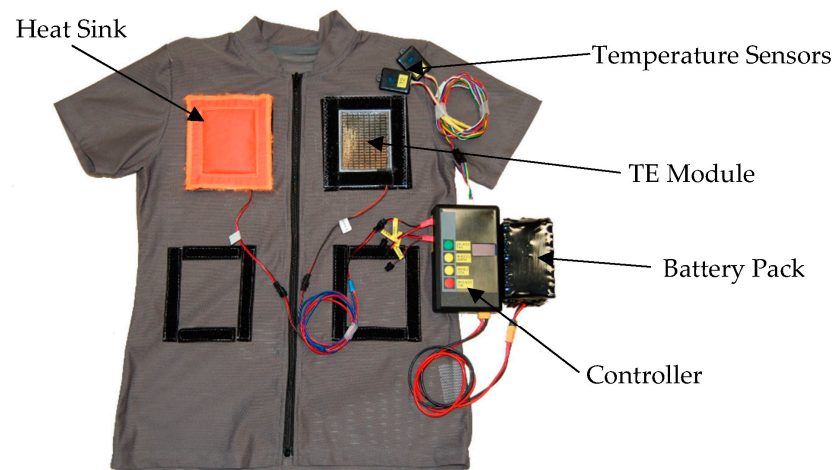 Heat Sink
Temperature Sensors
TE Module
Battery Pack
Controller